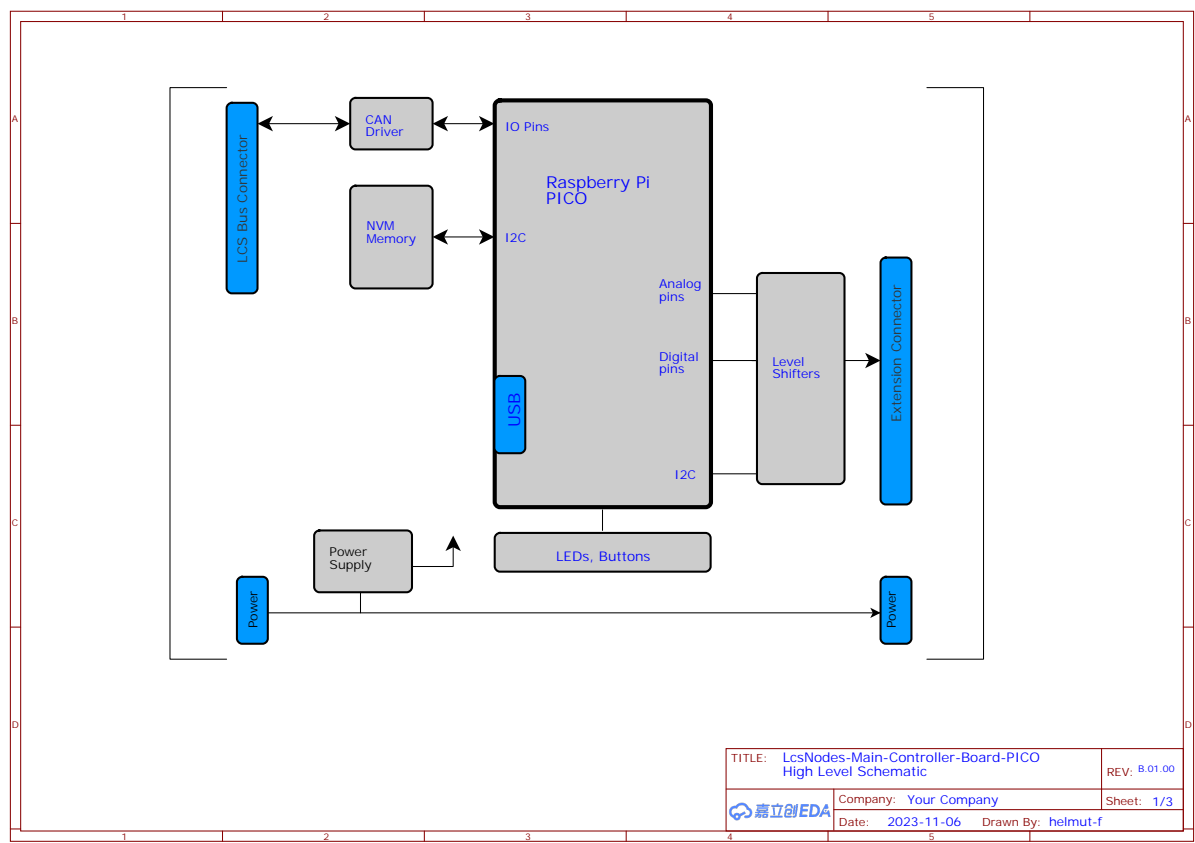 1 2 3 4 5
A A
CAN
Driver
IO Pins
LCS Bus Connector
Raspberry Pi
PICO
NVM
Memory
I2C
Analog
pins
Extension Connector
B B
Digital
pins
Level
Shifters
USB
I2C
C C
Power
Supply
LEDs, Buttons
Power
Power
D D
TITLE: LcsNodes-Main-Controller-Board-PICO
High Level Schematic
REV: B.01.00
嘉立创EDA
Company: Your Company
Sheet: 1/3
Date: 2023-11-06 Drawn By: helmut-f
1 2 3 4 5